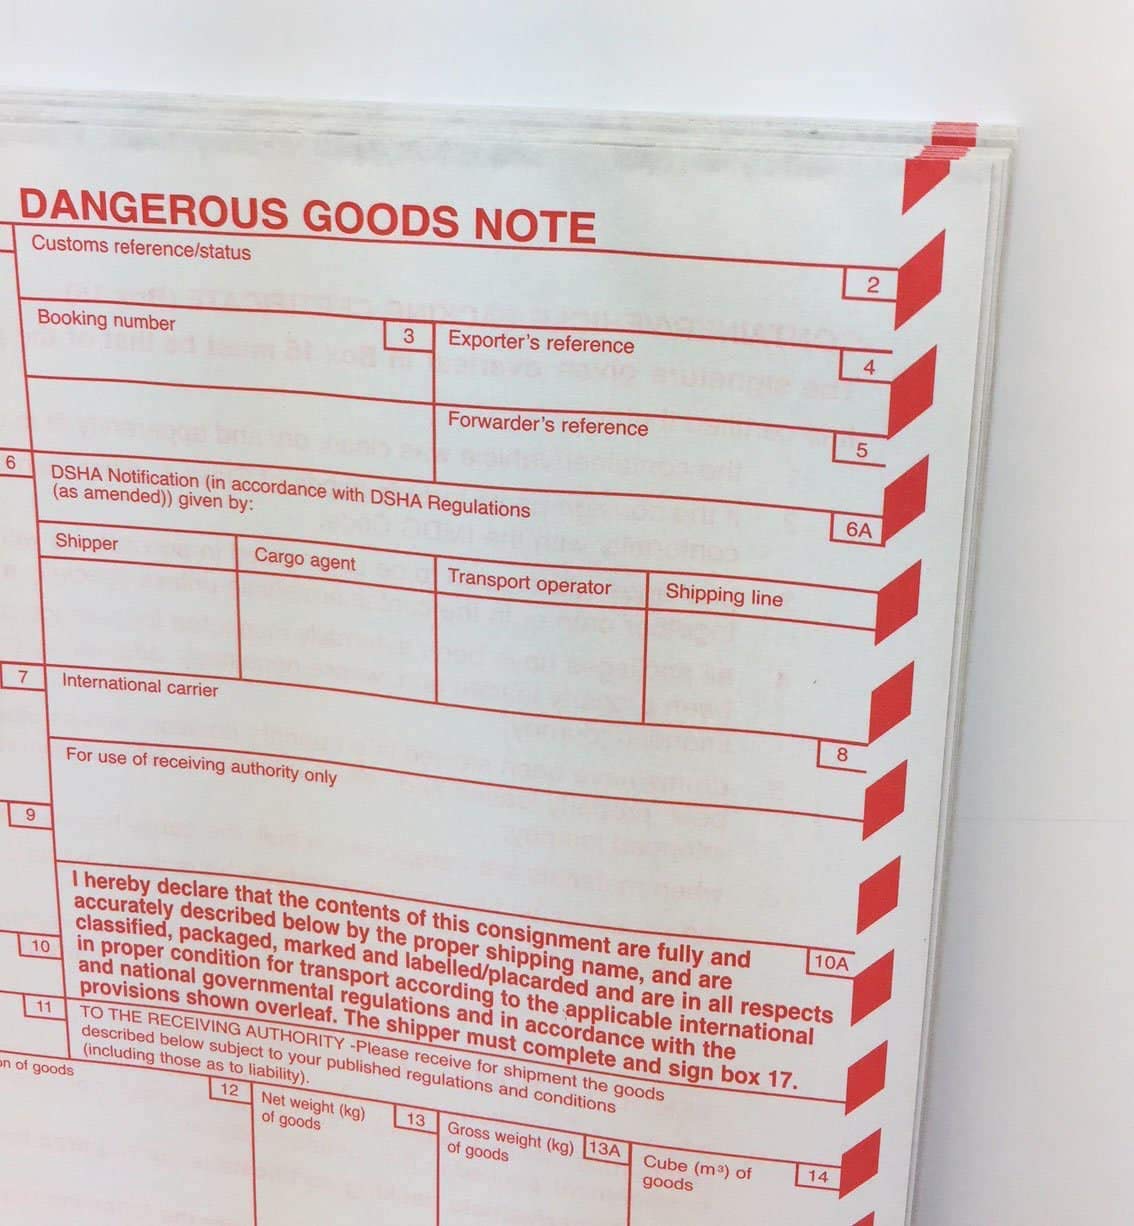 DANGEROUS GOODS NOTE
Customs reference/status
2
Booking number
3
Exporter's reference
4
Forwarder's reference
5
6
DSHA Notification (in accordance with DSHA Regulations
(as amended)) given by:
6A
Shipper
Cargo agent
Transport operator
Shipping line
7
International carrier
8
For use of receiving authority only
9
I hereby declare that the contents of this consignment are fully and
accurately described below by the proper shipping name, and are
classified, packaged, marked and labelled/placarded and are in all respects
in proper condition for transport according to the applicable international
and national governmental regulations and in accordance with the
provisions shown overleaf. The shipper must complete and sign box 17.
10A
10
11
TO THE RECEIVING AUTHORITY -Please receive for shipment the goods
described below subject to your published regulations and conditions
(including those as to liability).
of goods
12
Net weight (kg)
of goods
13
Gross weight (kg)
of goods
13A
Cube (m³) of
goods
14